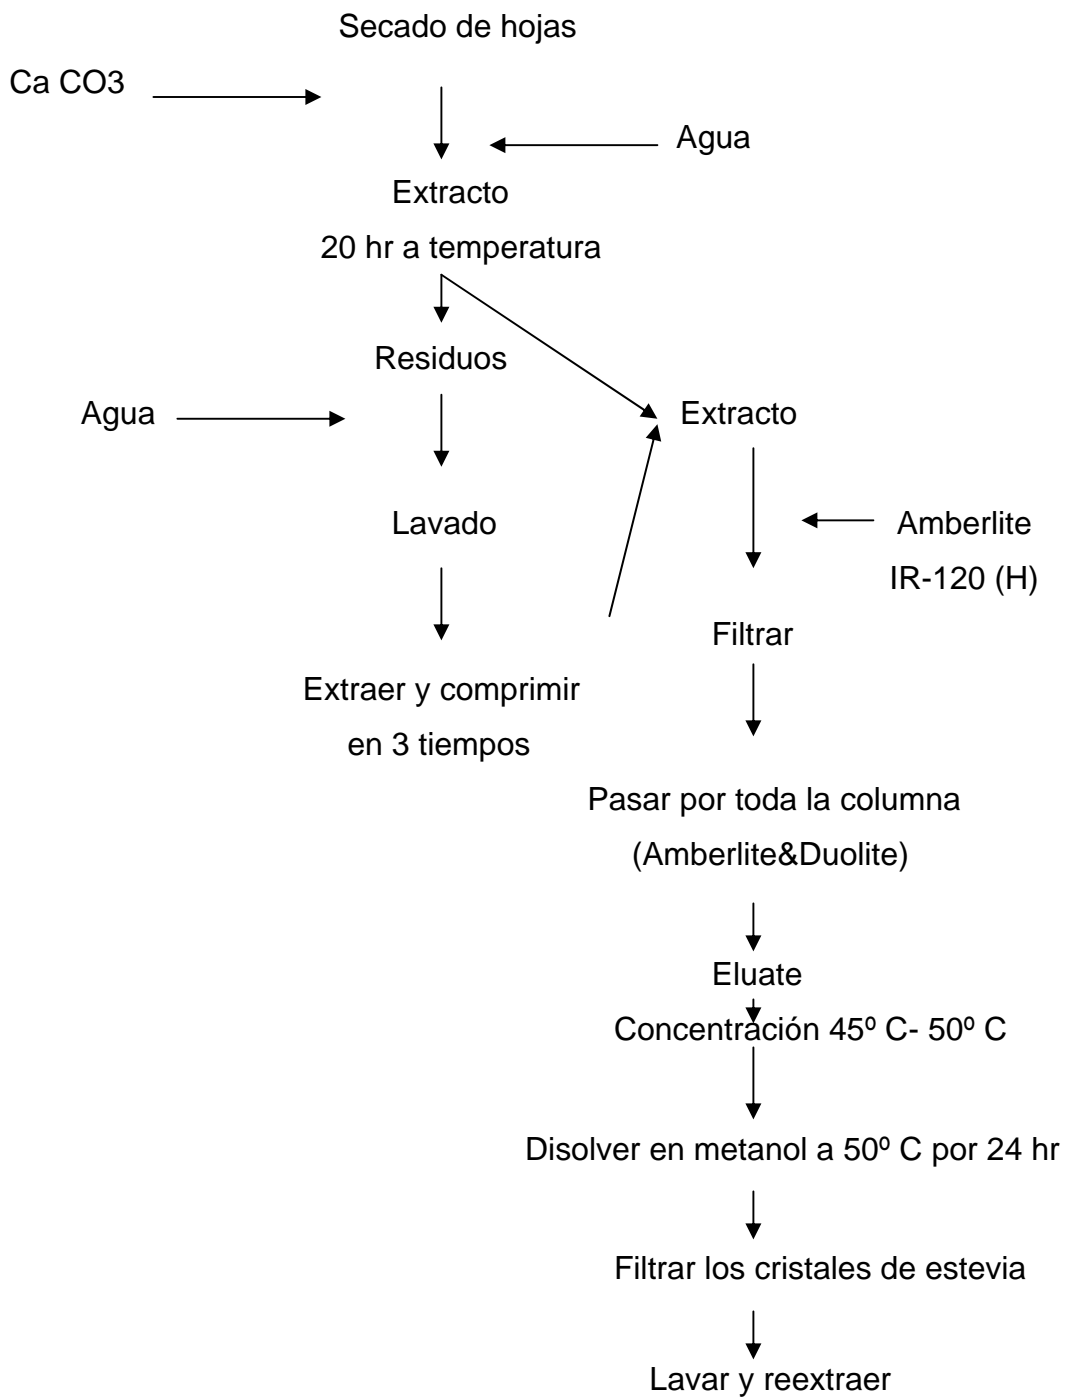 Secado de hojas
Ca CO3
Agua
Extracto
20 hr a temperatura
Residuos
Agua
Extracto
Lavado
Amberlite
IR-120 (H)
Filtrar
Extraer y comprimir
en 3 tiempos
Pasar por toda la columna
(Amberlite&Duolite)
Eluate
Concentración 45º C- 50º C
Disolver en metanol a 50º C por 24 hr
Filtrar los cristales de estevia
Lavar y reextraer